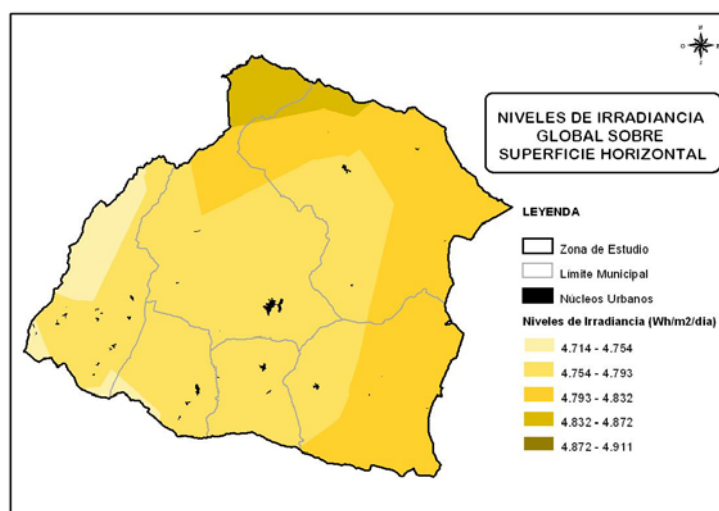 N
O
NIVELES DE IRRADIANCIA
GLOBAL SOBRE
SUPERFICIE HORIZONTAL
LEYENDA
Zona de Estudio
Límite Municipal
Núcleos Urbanos
Niveles de Irradiancia (Wh/m2/dia)
4.714 - 4.754
4.754 - 4.793
4.793 - 4.832
4.832 - 4.872
4.872 - 4.911